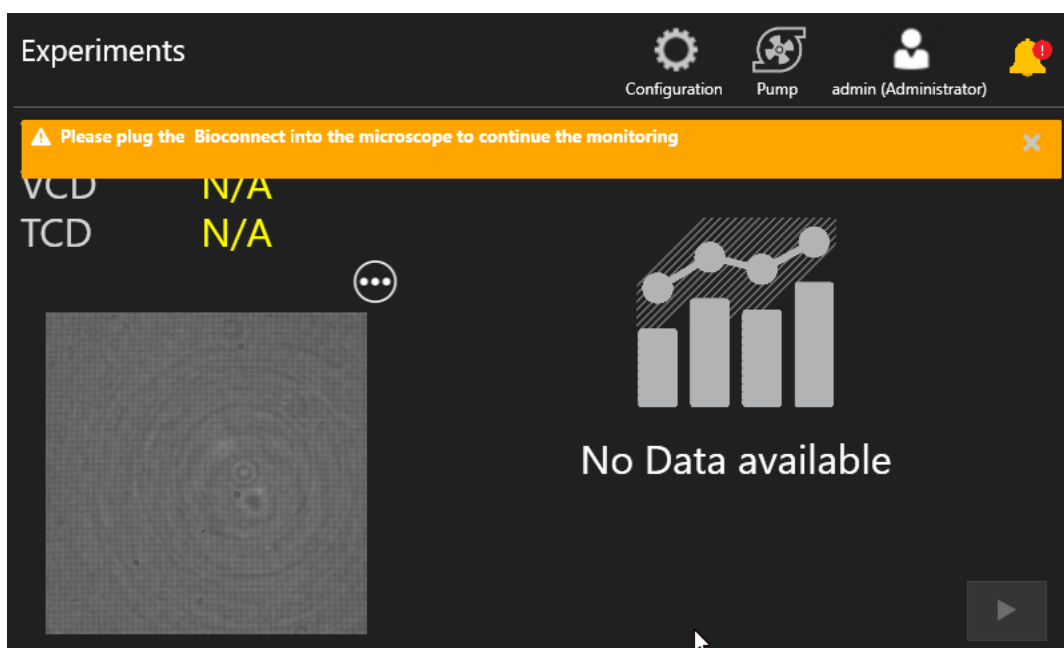 Experiments
Configuration
Pump
admin (Administrator)
!
Please plug the Bioconnect into the microscope to continue the monitoring
VCD N/A
TCD N/A
No Data available